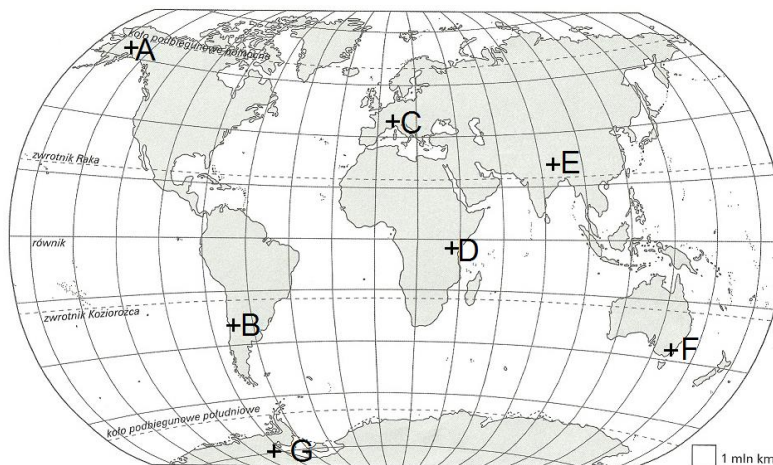 koło podbiegunowe północne
+A
+C
zwrotnik Raka
+E
równik
+D
zwrotnik Koziorożca
+B
+F
koło podbiegunowe południowe
+G
1 mln km